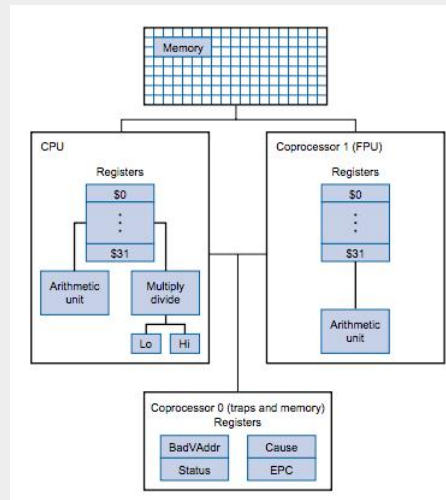 Memory
CPU
Registers
$0
$31
Arithmetic
unit
Multiply
divide
Lo
Hi
Coprocessor 1 (FPU)
Registers
$0
$31
Arithmetic
unit
Coprocessor 0 (traps and memory)
Registers
BadVAddr
Cause
Status
EPC